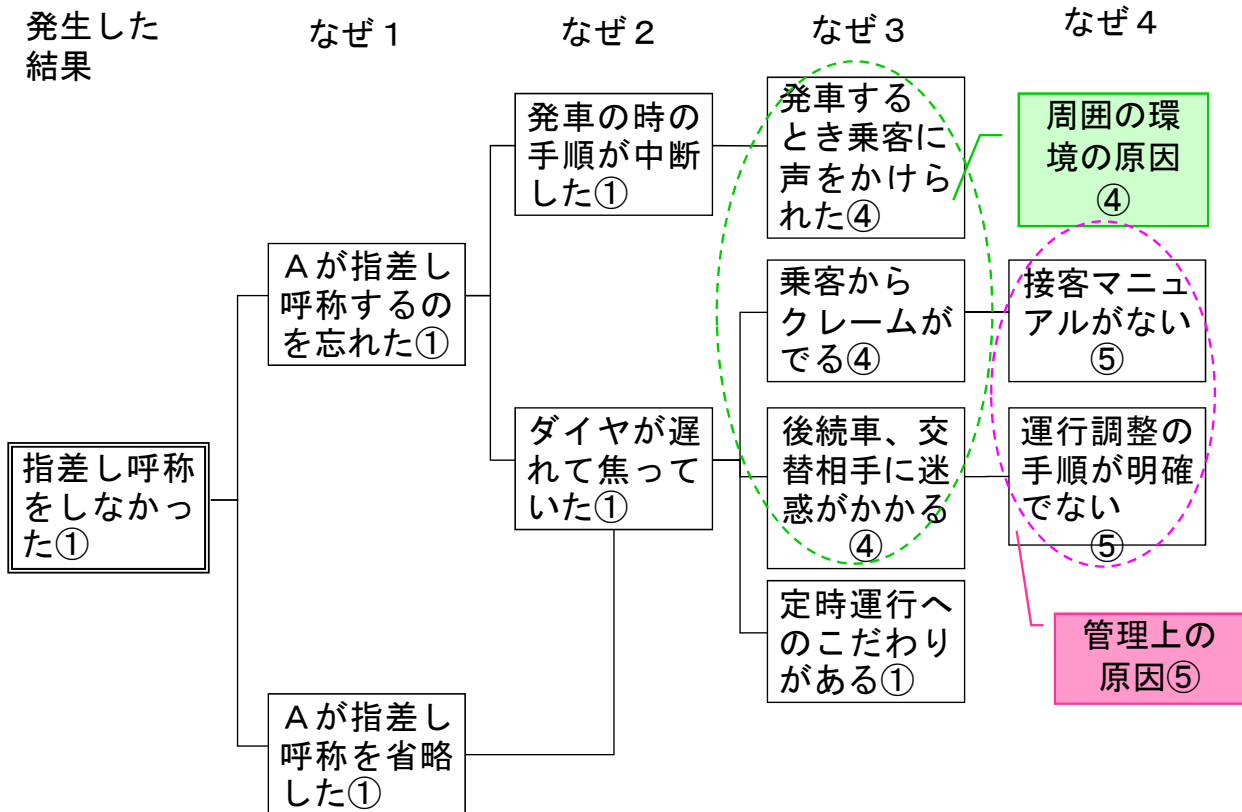 発生した
結果
なぜ１
なぜ２
なぜ３
なぜ４
指差し呼称
をしなかっ
た①
Ａが指差し
呼称するの
を忘れた①
Ａが指差し
呼称を省略
した①
発車の時の
手順が中断
した①
ダイヤが遅
れて焦って
いた①
発車する
とき乗客に
声をかけら
れた④
乗客から
クレームが
でる④
後続車、交
替相手に迷
惑がかかる
④
定時運行へ
のこだわり
がある①
周囲の環
境の原因
④
接客マニュ
アルがない
⑤
運行調整の
手順が明確
でない
⑤
管理上の
原因⑤